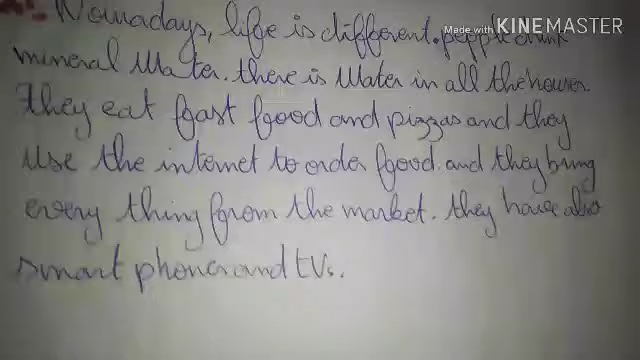 Made with KINEMASTER
Nowadays, life is different. people drink
mineral Water. there is Water in all the houses.
they eat fast food and pizzas and they
use the internet to order food. and they bring
every thing from the market. they have also
smart phones and TVs.